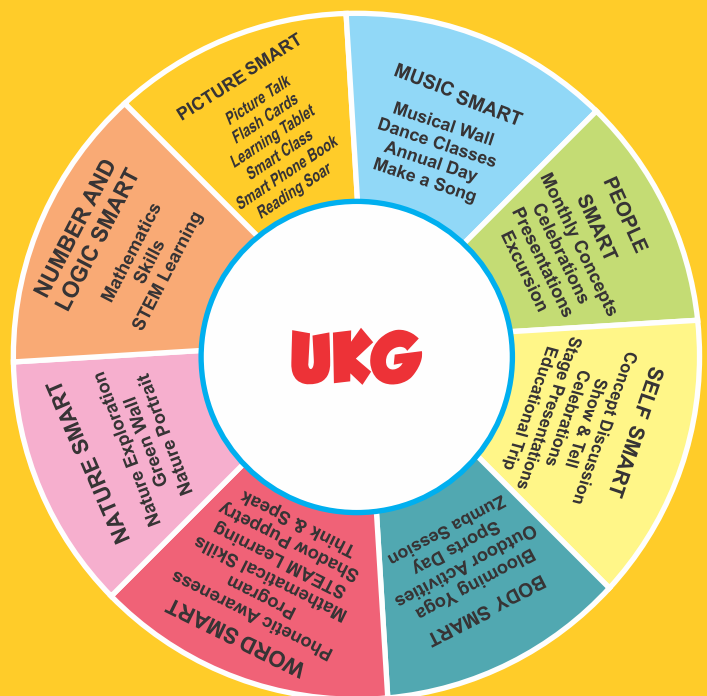 PICTURE SMART
Picture Talk
Flash Cards
Learning Tablet
Smart Class
Smart Phone Book
Reading Soar
MUSIC SMART
Musical Wall
Dance Classes
Annual Day
Make a Song
PEOPLE
SMART
Monthly Concepts
Celebrations
Presentations
Excursion
SELF SMART
Concept Discussion
Show & Tell
Celebrations
Stage Presentations
Educational Trip
BODY SMART
Blooming Yoga
Outdoor Activities
Sports Day
Zumba Session
WORD SMART
Phonetic Awareness
Program
Mathematical Skills
STEAM Learning
Shadow Puppetry
Think & Speak
NATURE SMART
Nature Exploration
Green Wall
Nature Portrait
NUMBER AND
LOGIC SMART
Mathematics
Skills
STEM Learning
UKG